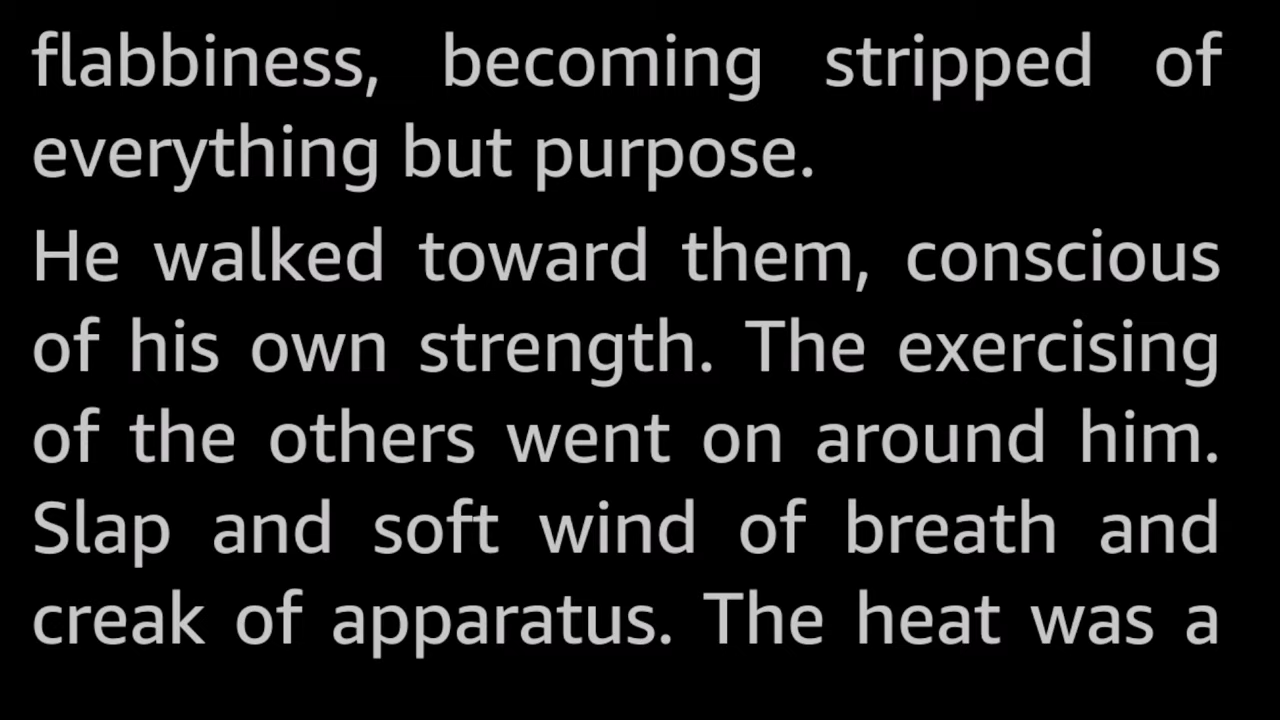 flabbiness, becoming stripped of
everything but purpose.
He walked toward them, conscious
of his own strength. The exercising
of the others went on around him.
Slap and soft wind of breath and
creak of apparatus. The heat was a